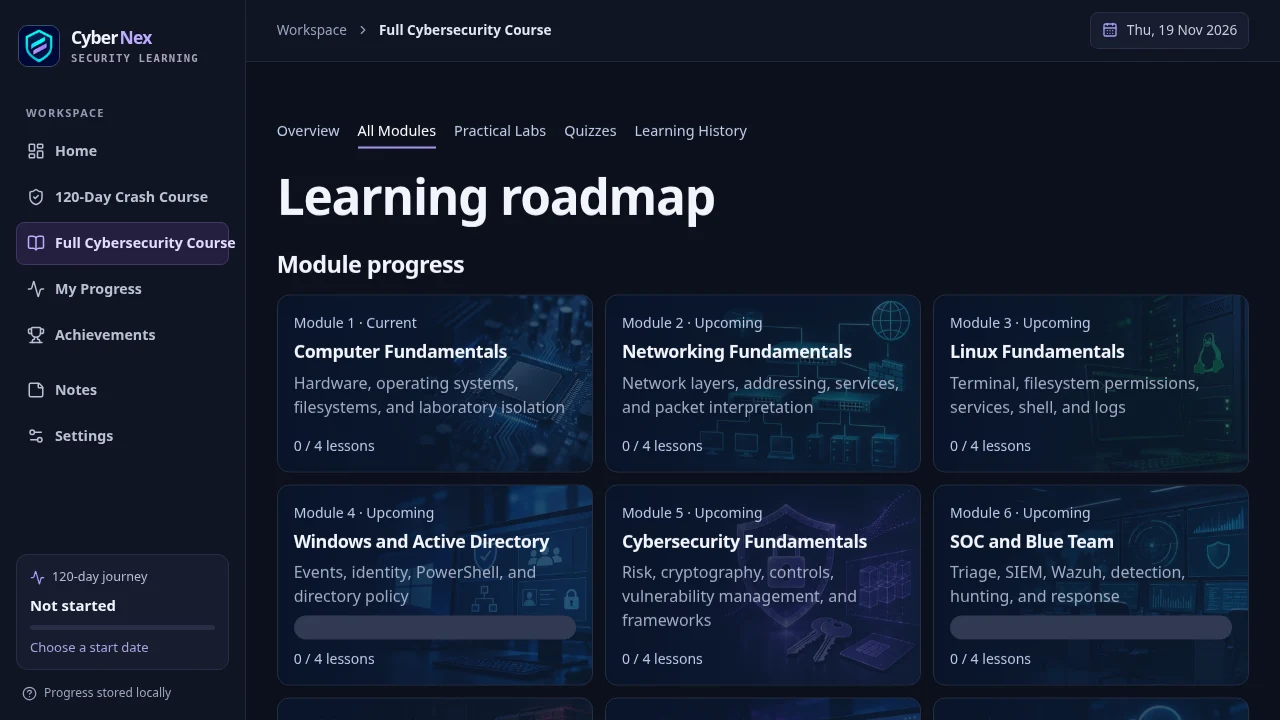 CyberNex
SECURITY LEARNING
WORKSPACE
Home
120-Day Crash Course
Full Cybersecurity Course
My Progress
Achievements
Notes
Settings
120-day journey
Not started
Choose a start date
Progress stored locally
Workspace > Full Cybersecurity Course
Thu, 19 Nov 2026
Overview All Modules Practical Labs Quizzes Learning History
Learning roadmap
Module progress
Module 1 · Current
Computer Fundamentals
Hardware, operating systems,
filesystems, and laboratory isolation
0 / 4 lessons
Module 2 · Upcoming
Networking Fundamentals
Network layers, addressing, services,
and packet interpretation
0 / 4 lessons
Module 3 · Upcoming
Linux Fundamentals
Terminal, filesystem permissions,
services, shell, and logs
0 / 4 lessons
Module 4 · Upcoming
Windows and Active Directory
Events, identity, PowerShell, and
directory policy
0 / 4 lessons
Module 5 · Upcoming
Cybersecurity Fundamentals
Risk, cryptography, controls,
vulnerability management, and
frameworks
0 / 4 lessons
Module 6 · Upcoming
SOC and Blue Team
Triage, SIEM, Wazuh, detection,
hunting, and response
0 / 4 lessons